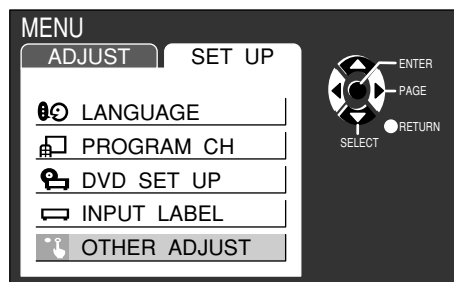 MENU
ADJUST SET UP
LANGUAGE
PROGRAM CH
DVD SET UP
INPUT LABEL
OTHER ADJUST
ENTER
PAGE
RETURN
SELECT